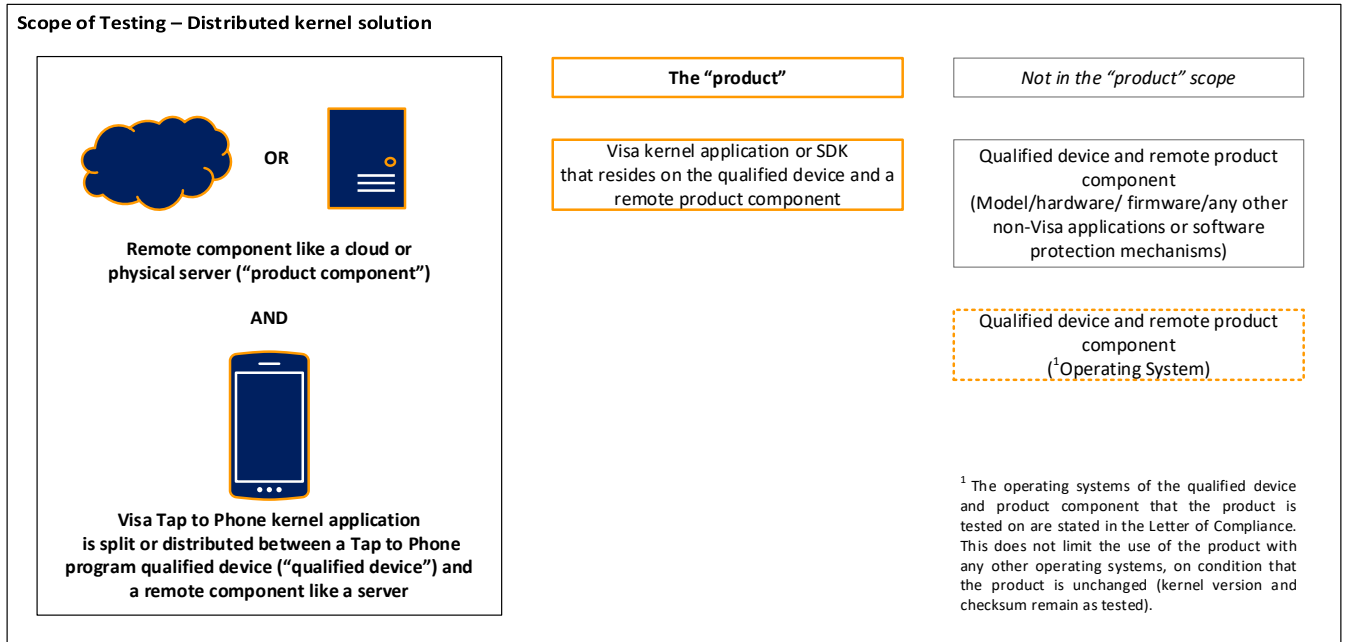 Scope of Testing – Distributed kernel solution
OR
Remote component like a cloud or
physical server (“product component”)
AND
Visa Tap to Phone kernel application
is split or distributed between a Tap to Phone
program qualified device (“qualified device”) and
a remote component like a server
The “product”
Visa kernel application or SDK
that resides on the qualified device and a
remote product component
Not in the “product” scope
Qualified device and remote product
component
(Model/hardware/ firmware/any other
non-Visa applications or software
protection mechanisms)
Qualified device and remote product
component
(¹Operating System)
¹ The operating systems of the qualified device
and product component that the product is
tested on are stated in the Letter of Compliance.
This does not limit the use of the product with
any other operating systems, on condition that
the product is unchanged (kernel version and
checksum remain as tested).